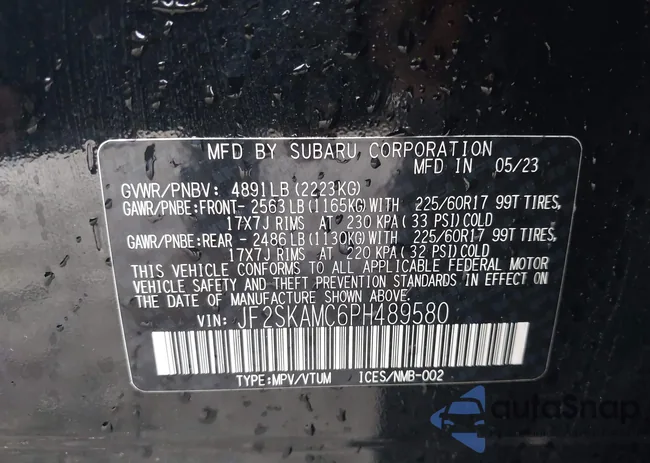 MFD BY SUBARU CORPORATION
MFD IN 05/23
GVWR/PNBV: 4891LB(2223KG)
GAWR/PNBE:FRONT- 2563LB(1165KG)WITH 225/60R17 99T TIRES,
17X7J RIMS AT 230 KPA(33 PSI)COLD
GAWR/PNBE:REAR - 2486LB(1130KG)WITH 225/60R17 99T TIRES,
17X7J RIMS AT 220 KPA(32 PSI)COLD
THIS VEHICLE CONFORMS TO ALL APPLICABLE FEDERAL MOTOR
VEHICLE SAFETY AND THEFT PREVENTION STANDARDS IN EFFECT ON
THE DATE OF MANUFACTURE SHOWN ABOVE.
VIN: JF2SKAMC6PH489580
TYPE:MPV/VTUM ICES/NMB-002
autoSnap